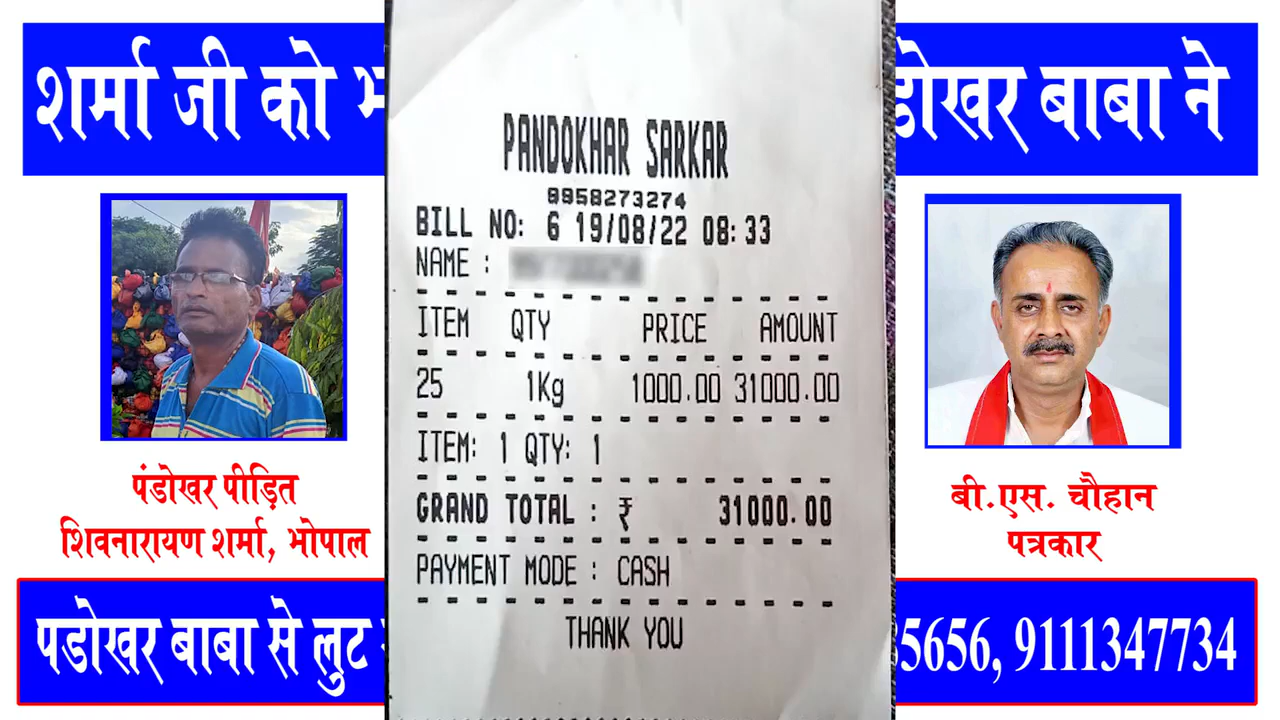 शर्मा जी को
डोखर बाबा ने
पंडोखर पीड़ित
शिवनारायण शर्मा, भोपाल
PANDOKHAR SARKAR
8958273274
BILL NO: 6 19/08/22 08:33
NAME :
ITEM QTY PRICE AMOUNT
25 1Kg 1000.00 31000.00
ITEM: 1 QTY: 1
GRAND TOTAL : ₹ 31000.00
PAYMENT MODE : CASH
THANK YOU
बी.एस. चौहान
पत्रकार
पडोखर बाबा से लुट
5656, 9111347734